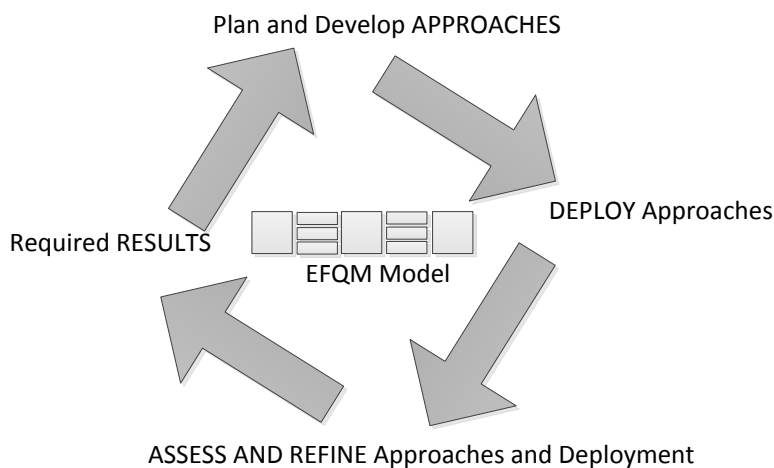 Plan and Develop APPROACHES
DEPLOY Approaches
Required RESULTS
EFQM Model
ASSESS AND REFINE Approaches and Deployment